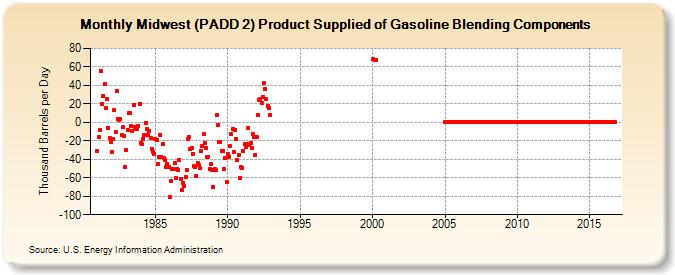 Monthly Midwest (PADD 2) Product Supplied of Gasoline Blending Components
Thousand Barrels per Day
80
60
40
20
0
-20
-40
-60
-80
-100
1985 1990 1995 2000 2005 2010 2015
Source: U.S. Energy Information Administration